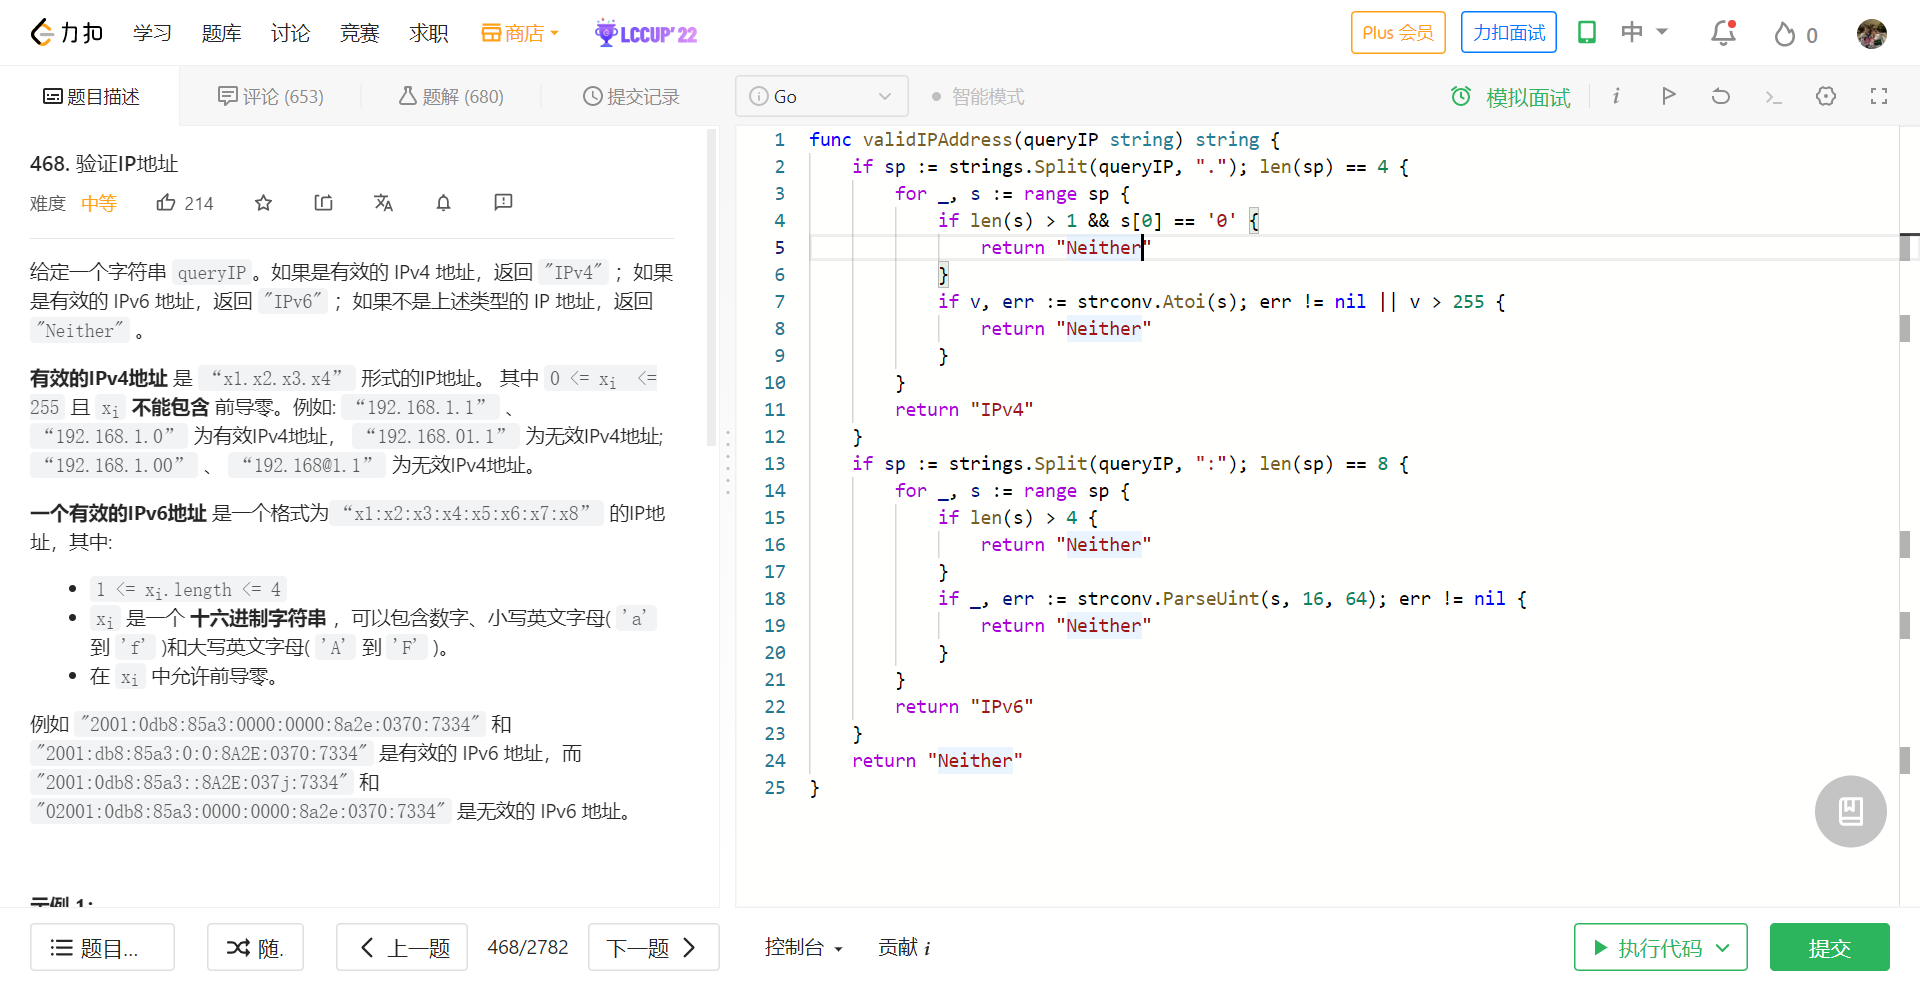 力扣 学习 题库 讨论 竞赛 求职 商店 LCCUP'22 Plus 会员 力扣面试 中 0
题目描述 评论 (653) 题解 (680) 提交记录 Go 智能模式 模拟面试
468. 验证IP地址
难度 中等 214
给定一个字符串 queryIP。如果是有效的 IPv4 地址，返回 "IPv4" ；如果
是有效的 IPv6 地址，返回 "IPv6" ；如果不是上述类型的 IP 地址，返回
"Neither" 。
有效的IPv4地址 是 “x1.x2.x3.x4” 形式的IP地址。 其中 0 <= xi <=
255 且 xi 不能包含 前导零。例如: “192.168.1.1” 、
“192.168.1.0” 为有效IPv4地址， “192.168.01.1” 为无效IPv4地址;
“192.168.1.00” 、 “192.168@1.1” 为无效IPv4地址。
一个有效的IPv6地址 是一个格式为“x1:x2:x3:x4:x5:x6:x7:x8” 的IP地
址，其中:
1 <= xi.length <= 4
xi 是一个 十六进制字符串 ，可以包含数字、小写英文字母( 'a'
到 'f' )和大写英文字母( 'A' 到 'F' )。
在 xi 中允许前导零。
例如 "2001:0db8:85a3:0000:0000:8a2e:0370:7334" 和
"2001:db8:85a3:0:0:8A2E:0370:7334" 是有效的 IPv6 地址，而
"2001:0db8:85a3::8A2E:037j:7334" 和
"02001:0db8:85a3:0000:0000:8a2e:0370:7334" 是无效的 IPv6 地址。
示例 1:
1 func validIPAddress(queryIP string) string {
2 if sp := strings.Split(queryIP, "."); len(sp) == 4 {
3 for _, s := range sp {
4 if len(s) > 1 && s[0] == '0' {
5 return "Neither"
6 }
7 if v, err := strconv.Atoi(s); err != nil || v > 255 {
8 return "Neither"
9 }
10 }
11 return "IPv4"
12 }
13 if sp := strings.Split(queryIP, ":"); len(sp) == 8 {
14 for _, s := range sp {
15 if len(s) > 4 {
16 return "Neither"
17 }
18 if _, err := strconv.ParseUint(s, 16, 64); err != nil {
19 return "Neither"
20 }
21 }
22 return "IPv6"
23 }
24 return "Neither"
25 }
题目... 随. 上一题 468/2782 下一题 控制台 贡献 i 执行代码 提交